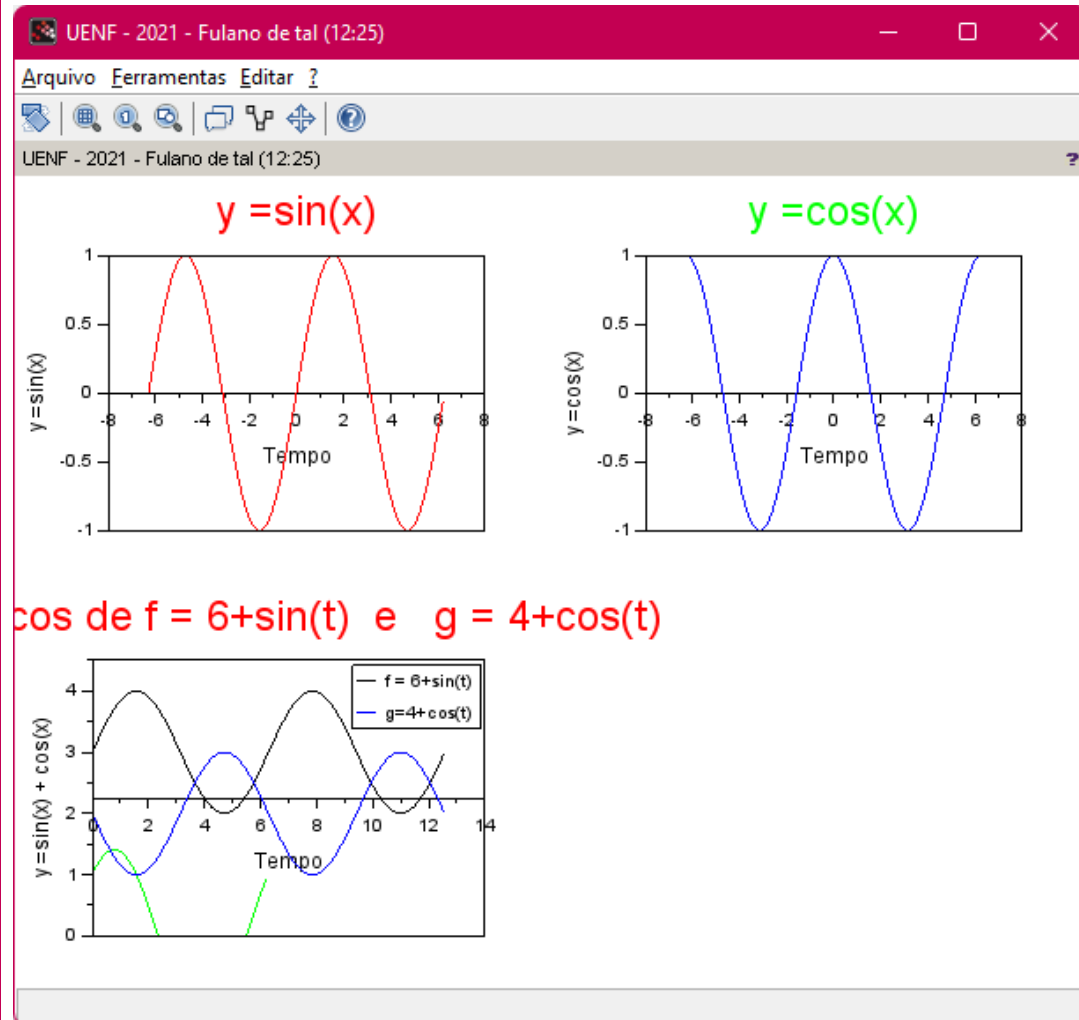 UENF - 2021 - Fulano de tal (12:25)
Arquivo Ferramentas Editar ?
UENF - 2021 - Fulano de tal (12:25) ?
y =sin(x)
1
0.5
0
-0.5
-1
-8 -6 -4 -2 0 2 4 6 8
Tempo
y=sin(x)
y =cos(x)
1
0.5
0
-0.5
-1
-8 -6 -4 -2 0 2 4 6 8
Tempo
y=cos(x)
cos de f = 6+sin(t) e g = 4+cos(t)
f = 6+sin(t)
g=4+cos(t)
4
3
2
1
0
0 2 4 6 8 10 12 14
Tempo
y=sin(x) + cos(x)